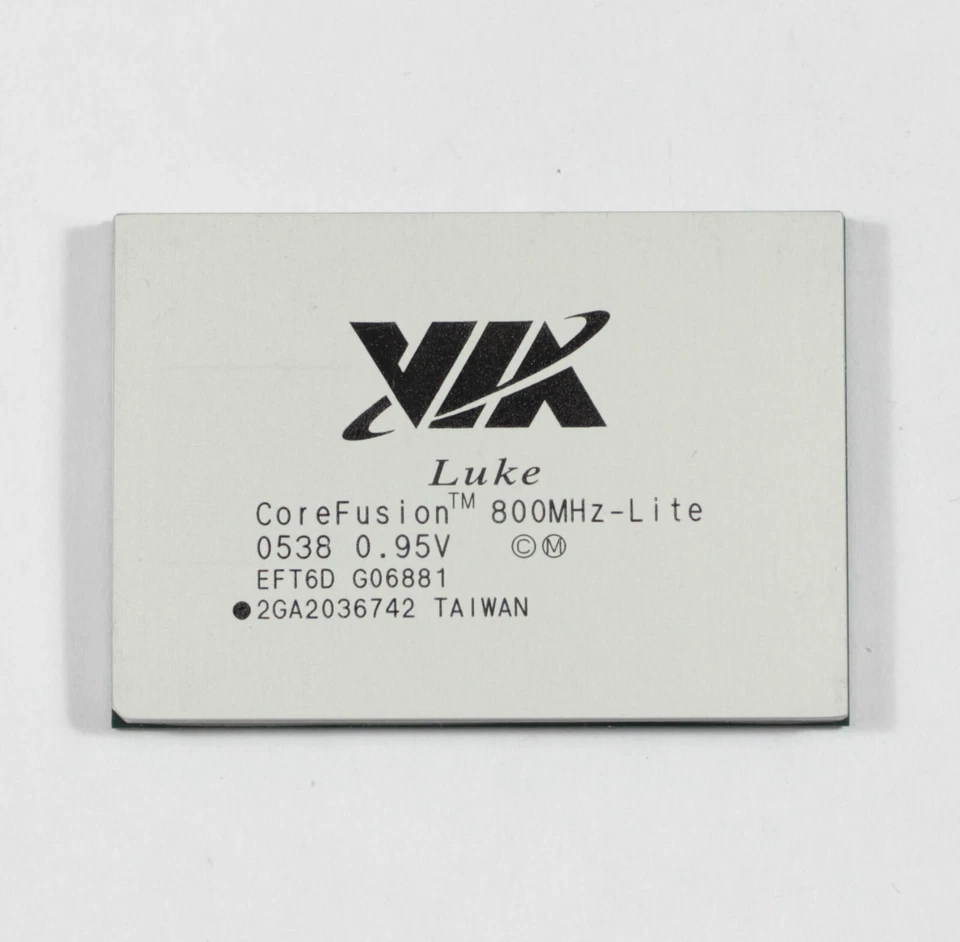 VIA
Luke
CoreFusion™ 800MHz-Lite
0538 0.95V ©Ⓜ
EFT6D G06881
●2GA2036742 TAIWAN